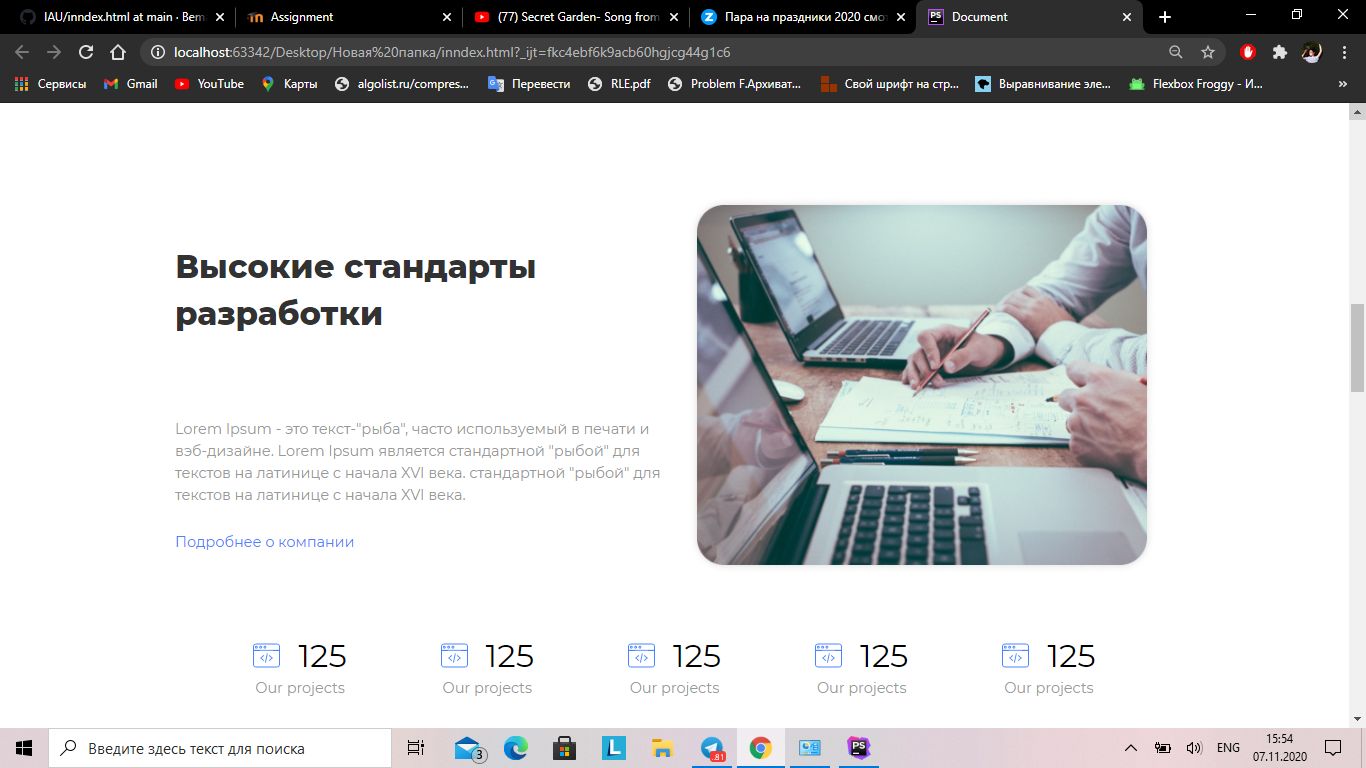 IAU/inndex.html at main · Bem
Assignment
(77) Secret Garden- Song from
Пара на праздники 2020 смот
PS
Document
localhost:63342/Desktop/Новая%20папка/inndex.html?_ijt=fkc4ebf6k9acb60hgjcg44g1c6
Сервисы
Gmail
YouTube
Карты
algolist.ru/compres...
Перевести
RLE.pdf
Problem F.Архиват...
Свой шрифт на стр...
Выравнивание эле...
Flexbox Froggy - И...
»
Высокие стандарты
разработки
Lorem Ipsum - это текст-"рыба", часто используемый в печати и
вэб-дизайне. Lorem Ipsum является стандартной "рыбой" для
текстов на латинице с начала XVI века. стандартной "рыбой" для
текстов на латинице с начала XVI века.
Подробнее о компании
125
125
125
125
125
Our projects
Our projects
Our projects
Our projects
Our projects
Введите здесь текст для поиска
3
L
81
PS
ENG
15:54
07.11.2020